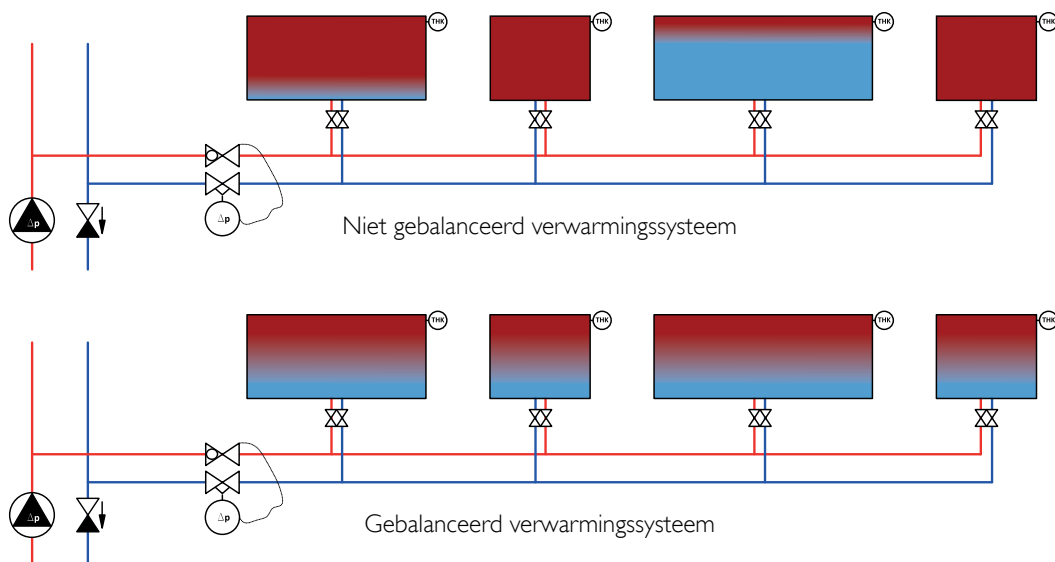 THK THK THK THK
Δp Δp
Niet gebalanceerd verwarmingssysteem
THK THK THK THK
Δp Δp
Gebalanceerd verwarmingssysteem